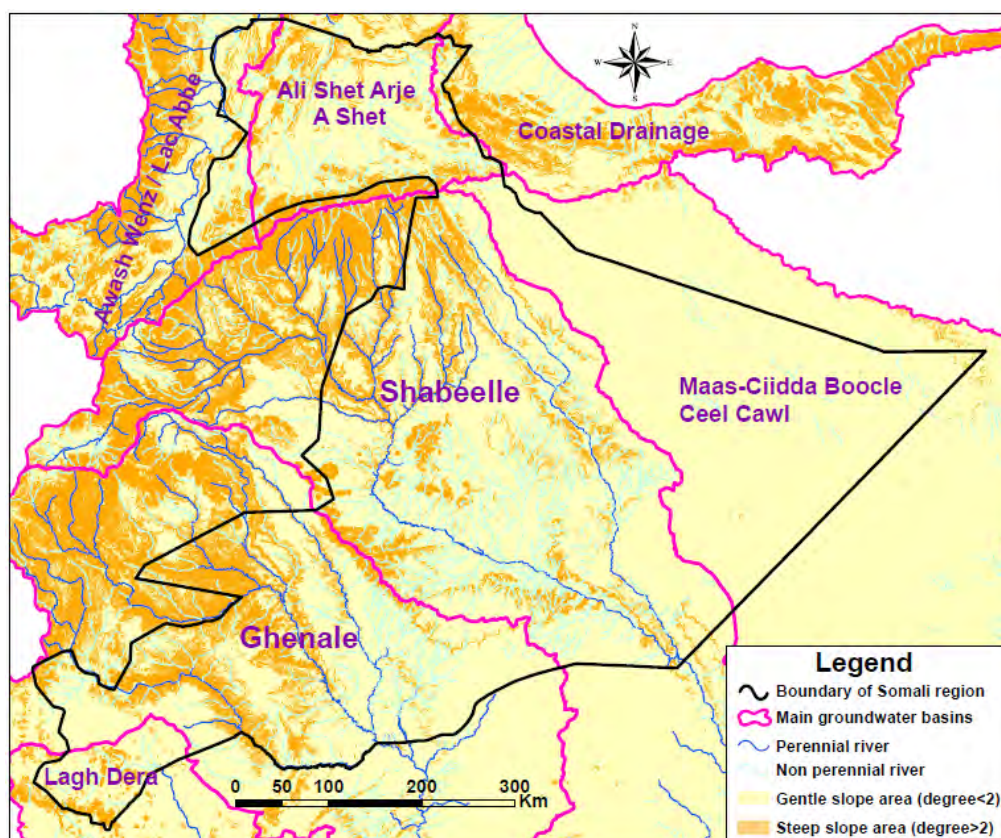 N
W
E
S
Ali Shet Arje
A Shet
Coastal Drainage
Awash Wenz / Lac Abbe
Shabeelle
Maas-Ciidda Boocle
Ceel Cawl
Ghenale
Lagh Dera
0 50 100 200 300
Km
Legend
Boundary of Somali region
Main groundwater basins
Perennial river
Non perennial river
Gentle slope area (degree<2)
Steep slope area (degree>2)